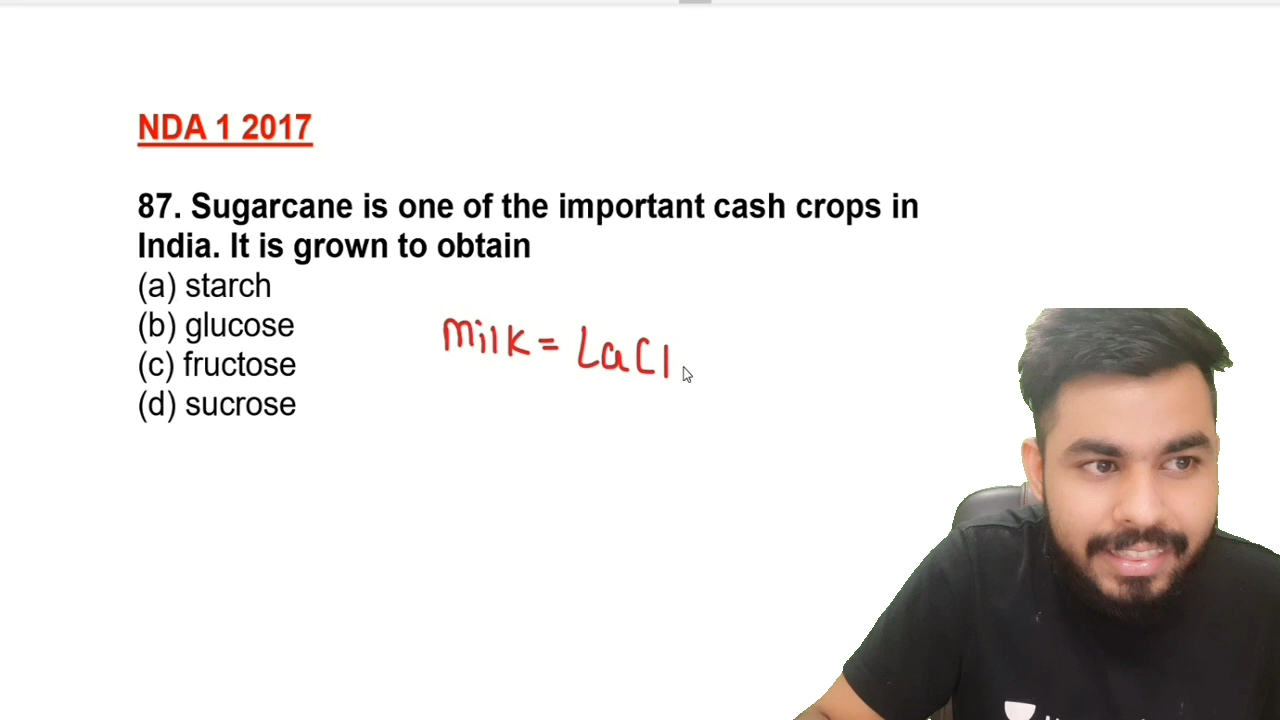 NDA 1 2017
87. Sugarcane is one of the important cash crops in
India. It is grown to obtain
(a) starch
(b) glucose
(c) fructose
(d) sucrose
Milk = LaCl